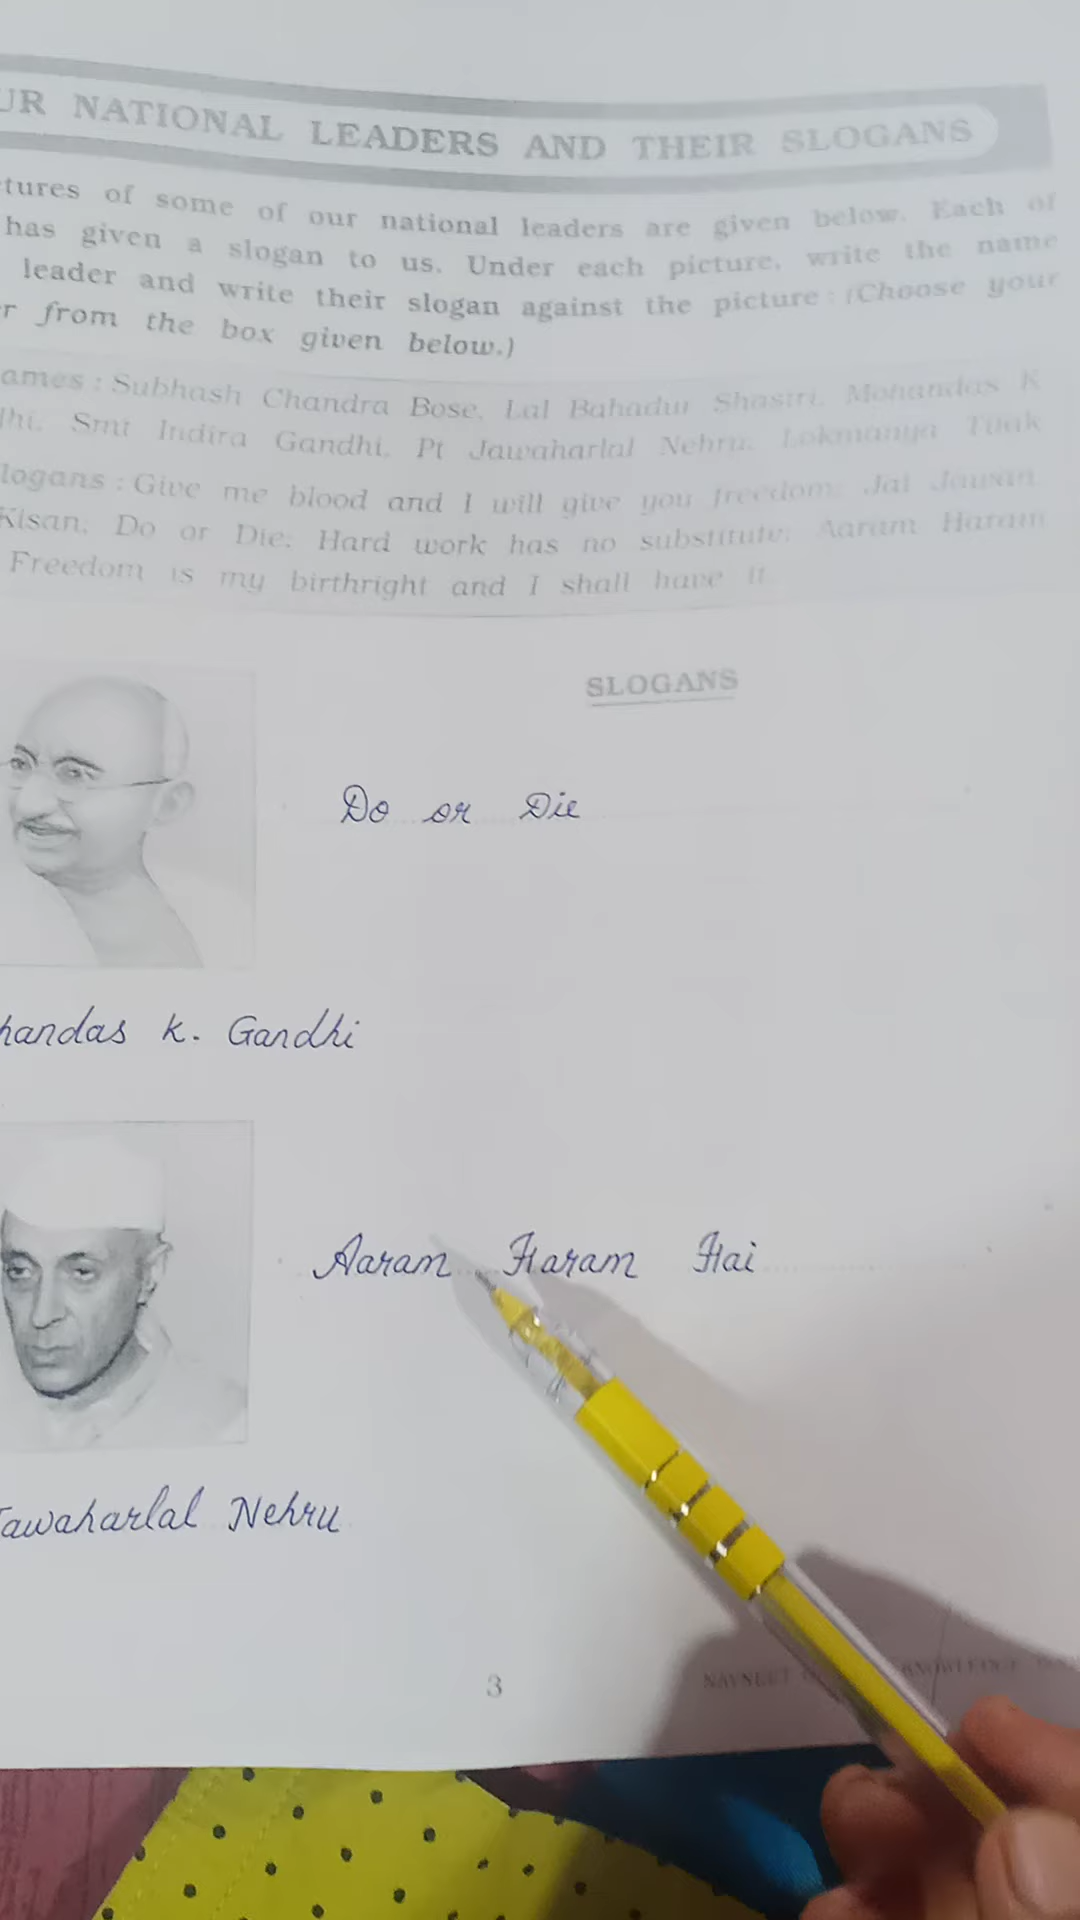 UR NATIONAL LEADERS AND THEIR SLOGANS
tures of some of our national leaders are given below. Each of
has given a slogan to us. Under each picture, write the name
leader and write their slogan against the picture : (Choose your
r from the box given below.)
ames : Subhash Chandra Bose, Lal Bahadur Shastri, Mohandas K
dhi, Smt Indira Gandhi, Pt Jawaharlal Nehru, Lokmanya Tilak
logans : Give me blood and I will give you freedom; Jai Jawan
Kisan; Do or Die; Hard work has no substitute; Aaram Haram
Freedom is my birthright and I shall have it.
SLOGANS
Do or Die
handas K. Gandhi
Aaram Haram Hai
Jawaharlal Nehru
3
NAVNEET